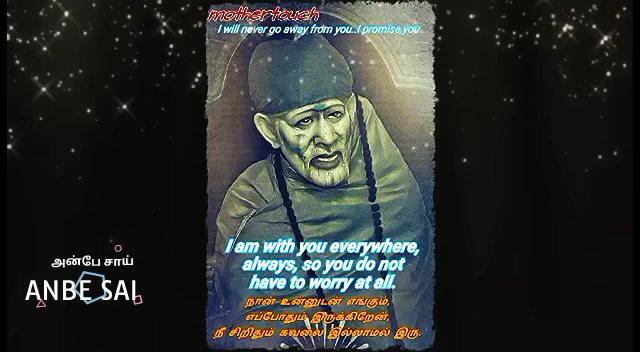 mothertouch
I will never go away from you..i promise you
I am with you everywhere,
always, so you do not
have to worry at all.
நான் உன்னுடன் எங்கும்,
எப்போதும் இருக்கிறேன்,
நீ சிறிதும் கவலை இல்லாமல் இரு.
அன்பே சாய்
ANBE SAI